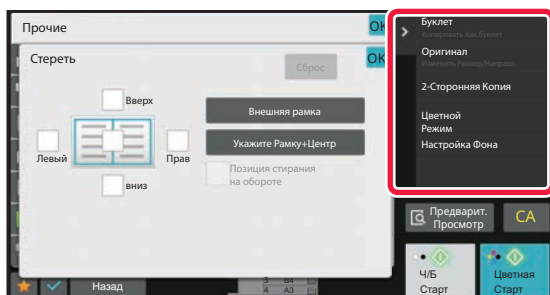 Прочие
OK
Стереть
Сброс
OK
Вверх
Левый
Прав
вниз
Внешняя рамка
Укажите Рамку+Центр
Позиция стирания
на обороте
Буклет
Копировать Как Буклет
Оригинал
Изменить Размер/Направл.
2-Сторонняя Копия
Цветной
Режим
Настройка Фона
Предварит.
Просмотр
CA
Ч/Б
Старт
Цветная
Старт
Назад
3 B4
4 A3